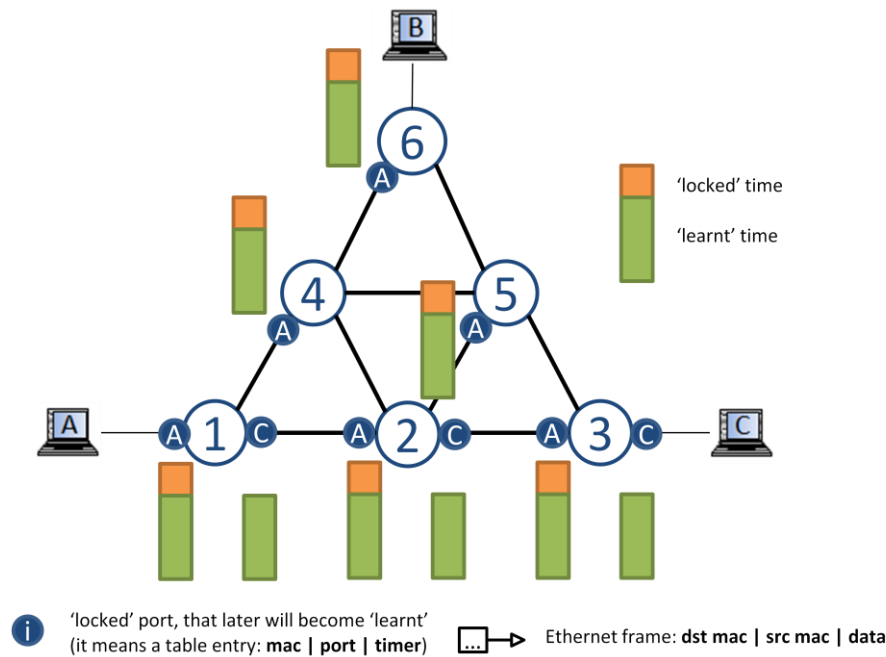 B
6
A
'locked' time
'learnt' time
4
5
A
A
A
A
1
C
A
2
C
A
3
C
C
i
'locked' port, that later will become 'learnt'
(it means a table entry: mac | port | timer)
...
Ethernet frame: dst mac | src mac | data